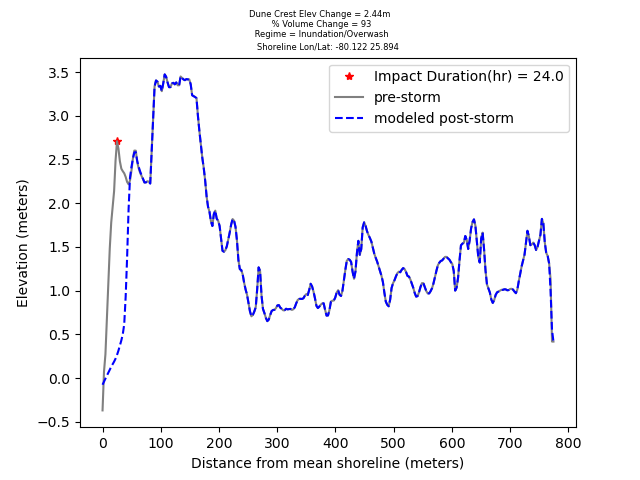 Dune Crest Elev Change = 2.44m
% Volume Change = 93
Regime = Inundation/Overwash
Shoreline Lon/Lat: -80.122 25.894
Impact Duration(hr) = 24.0
pre-storm
modeled post-storm
3.5
3.0
2.5
2.0
1.5
1.0
0.5
0.0
−0.5
Elevation (meters)
0 100 200 300 400 500 600 700 800
Distance from mean shoreline (meters)